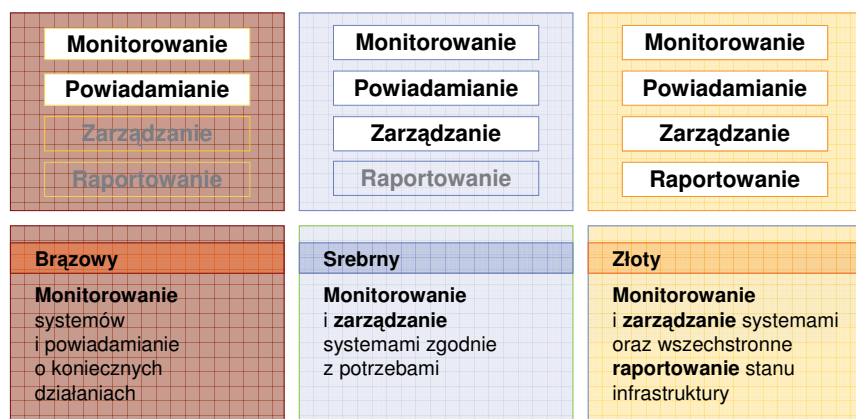 Monitorowanie
Powiadamianie
Zarządzanie
Raportowanie
Monitorowanie
Powiadamianie
Zarządzanie
Raportowanie
Monitorowanie
Powiadamianie
Zarządzanie
Raportowanie
Brązowy
Monitorowanie
systemów
i powiadamianie
o koniecznych
działaniach
Srebrny
Monitorowanie
i zarządzanie
systemami zgodnie
z potrzebami
Złoty
Monitorowanie
i zarządzanie systemami
oraz wszechstronne
raportowanie stanu
infrastruktury